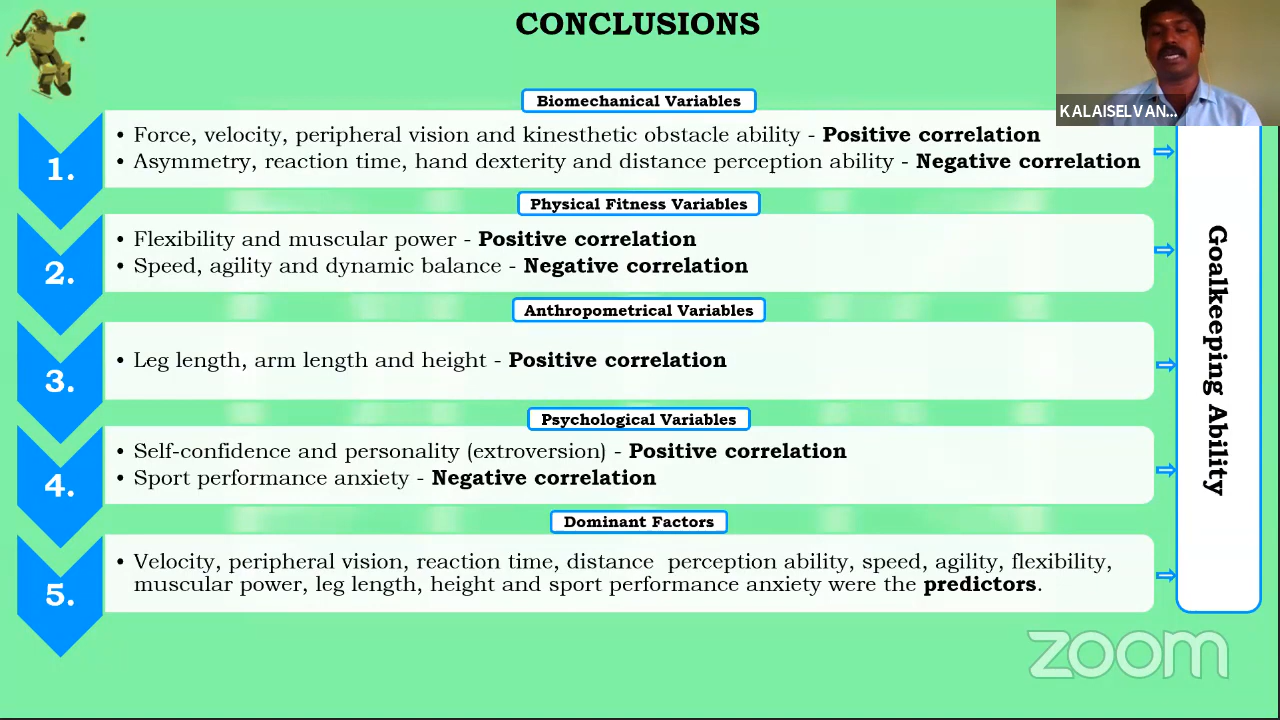 CONCLUSIONS
KALAISELVAN...
Biomechanical Variables
1.
• Force, velocity, peripheral vision and kinesthetic obstacle ability - Positive correlation
• Asymmetry, reaction time, hand dexterity and distance perception ability - Negative correlation
Physical Fitness Variables
2.
• Flexibility and muscular power - Positive correlation
• Speed, agility and dynamic balance - Negative correlation
Anthropometrical Variables
3.
• Leg length, arm length and height - Positive correlation
Psychological Variables
4.
• Self-confidence and personality (extroversion) - Positive correlation
• Sport performance anxiety - Negative correlation
Dominant Factors
5.
• Velocity, peripheral vision, reaction time, distance perception ability, speed, agility, flexibility,
muscular power, leg length, height and sport performance anxiety were the predictors.
Goalkeeping Ability
zoom